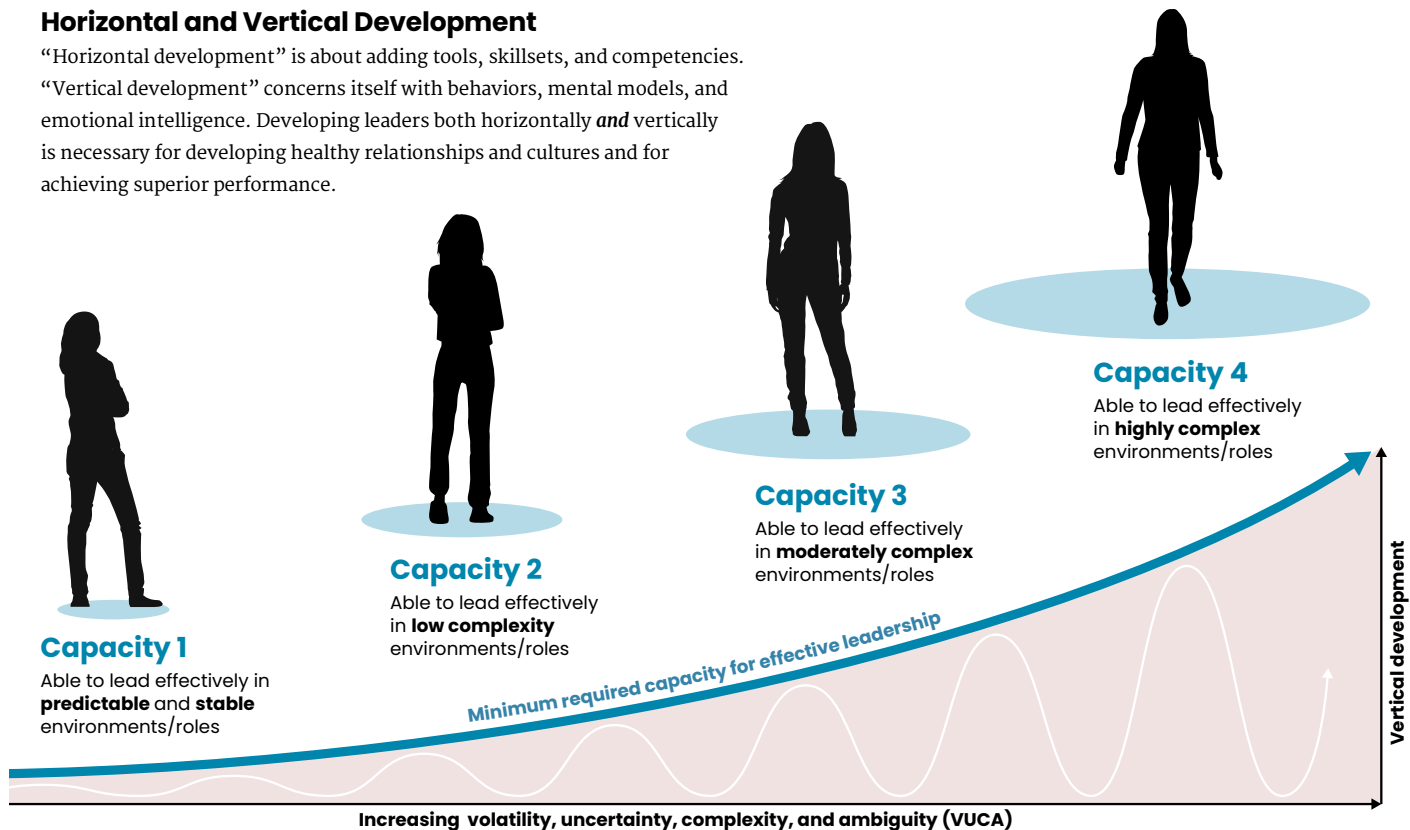 Horizontal and Vertical Development
“Horizontal development” is about adding tools, skillsets, and competencies.
“Vertical development” concerns itself with behaviors, mental models, and
emotional intelligence. Developing leaders both horizontally and vertically
is necessary for developing healthy relationships and cultures and for
achieving superior performance.
Capacity 1
Able to lead effectively in
predictable and stable
environments/roles
Capacity 2
Able to lead effectively
in low complexity
environments/roles
Capacity 3
Able to lead effectively
in moderately complex
environments/roles
Capacity 4
Able to lead effectively
in highly complex
environments/roles
Minimum required capacity for effective leadership
Vertical development
Increasing volatility, uncertainty, complexity, and ambiguity (VUCA)